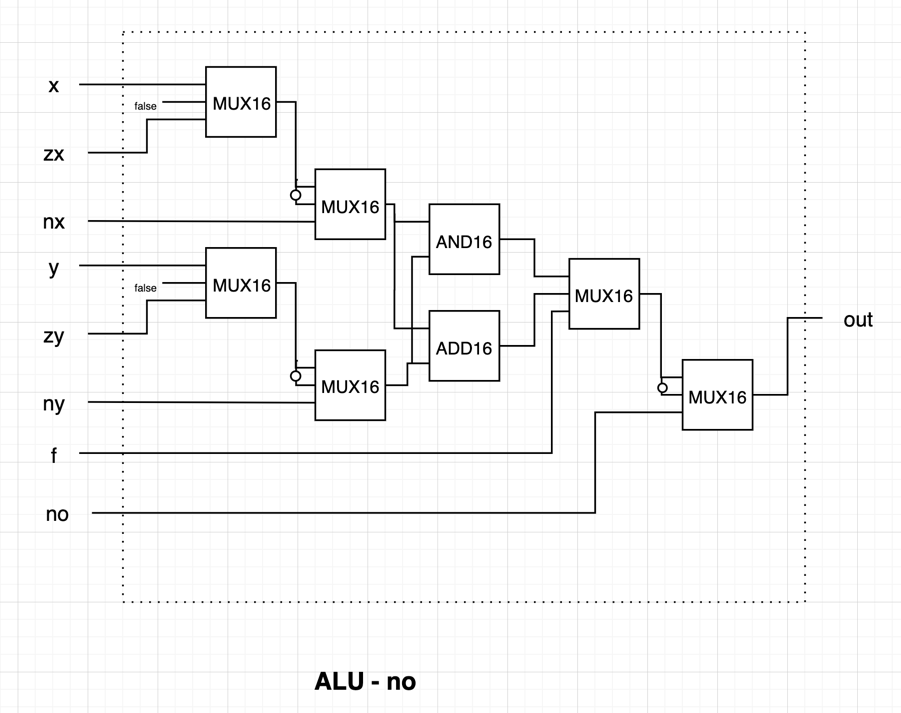 x
false
MUX16
zx
MUX16
nx
AND16
y
false
MUX16
MUX16
out
zy
ADD16
MUX16
MUX16
ny
f
no
ALU - no